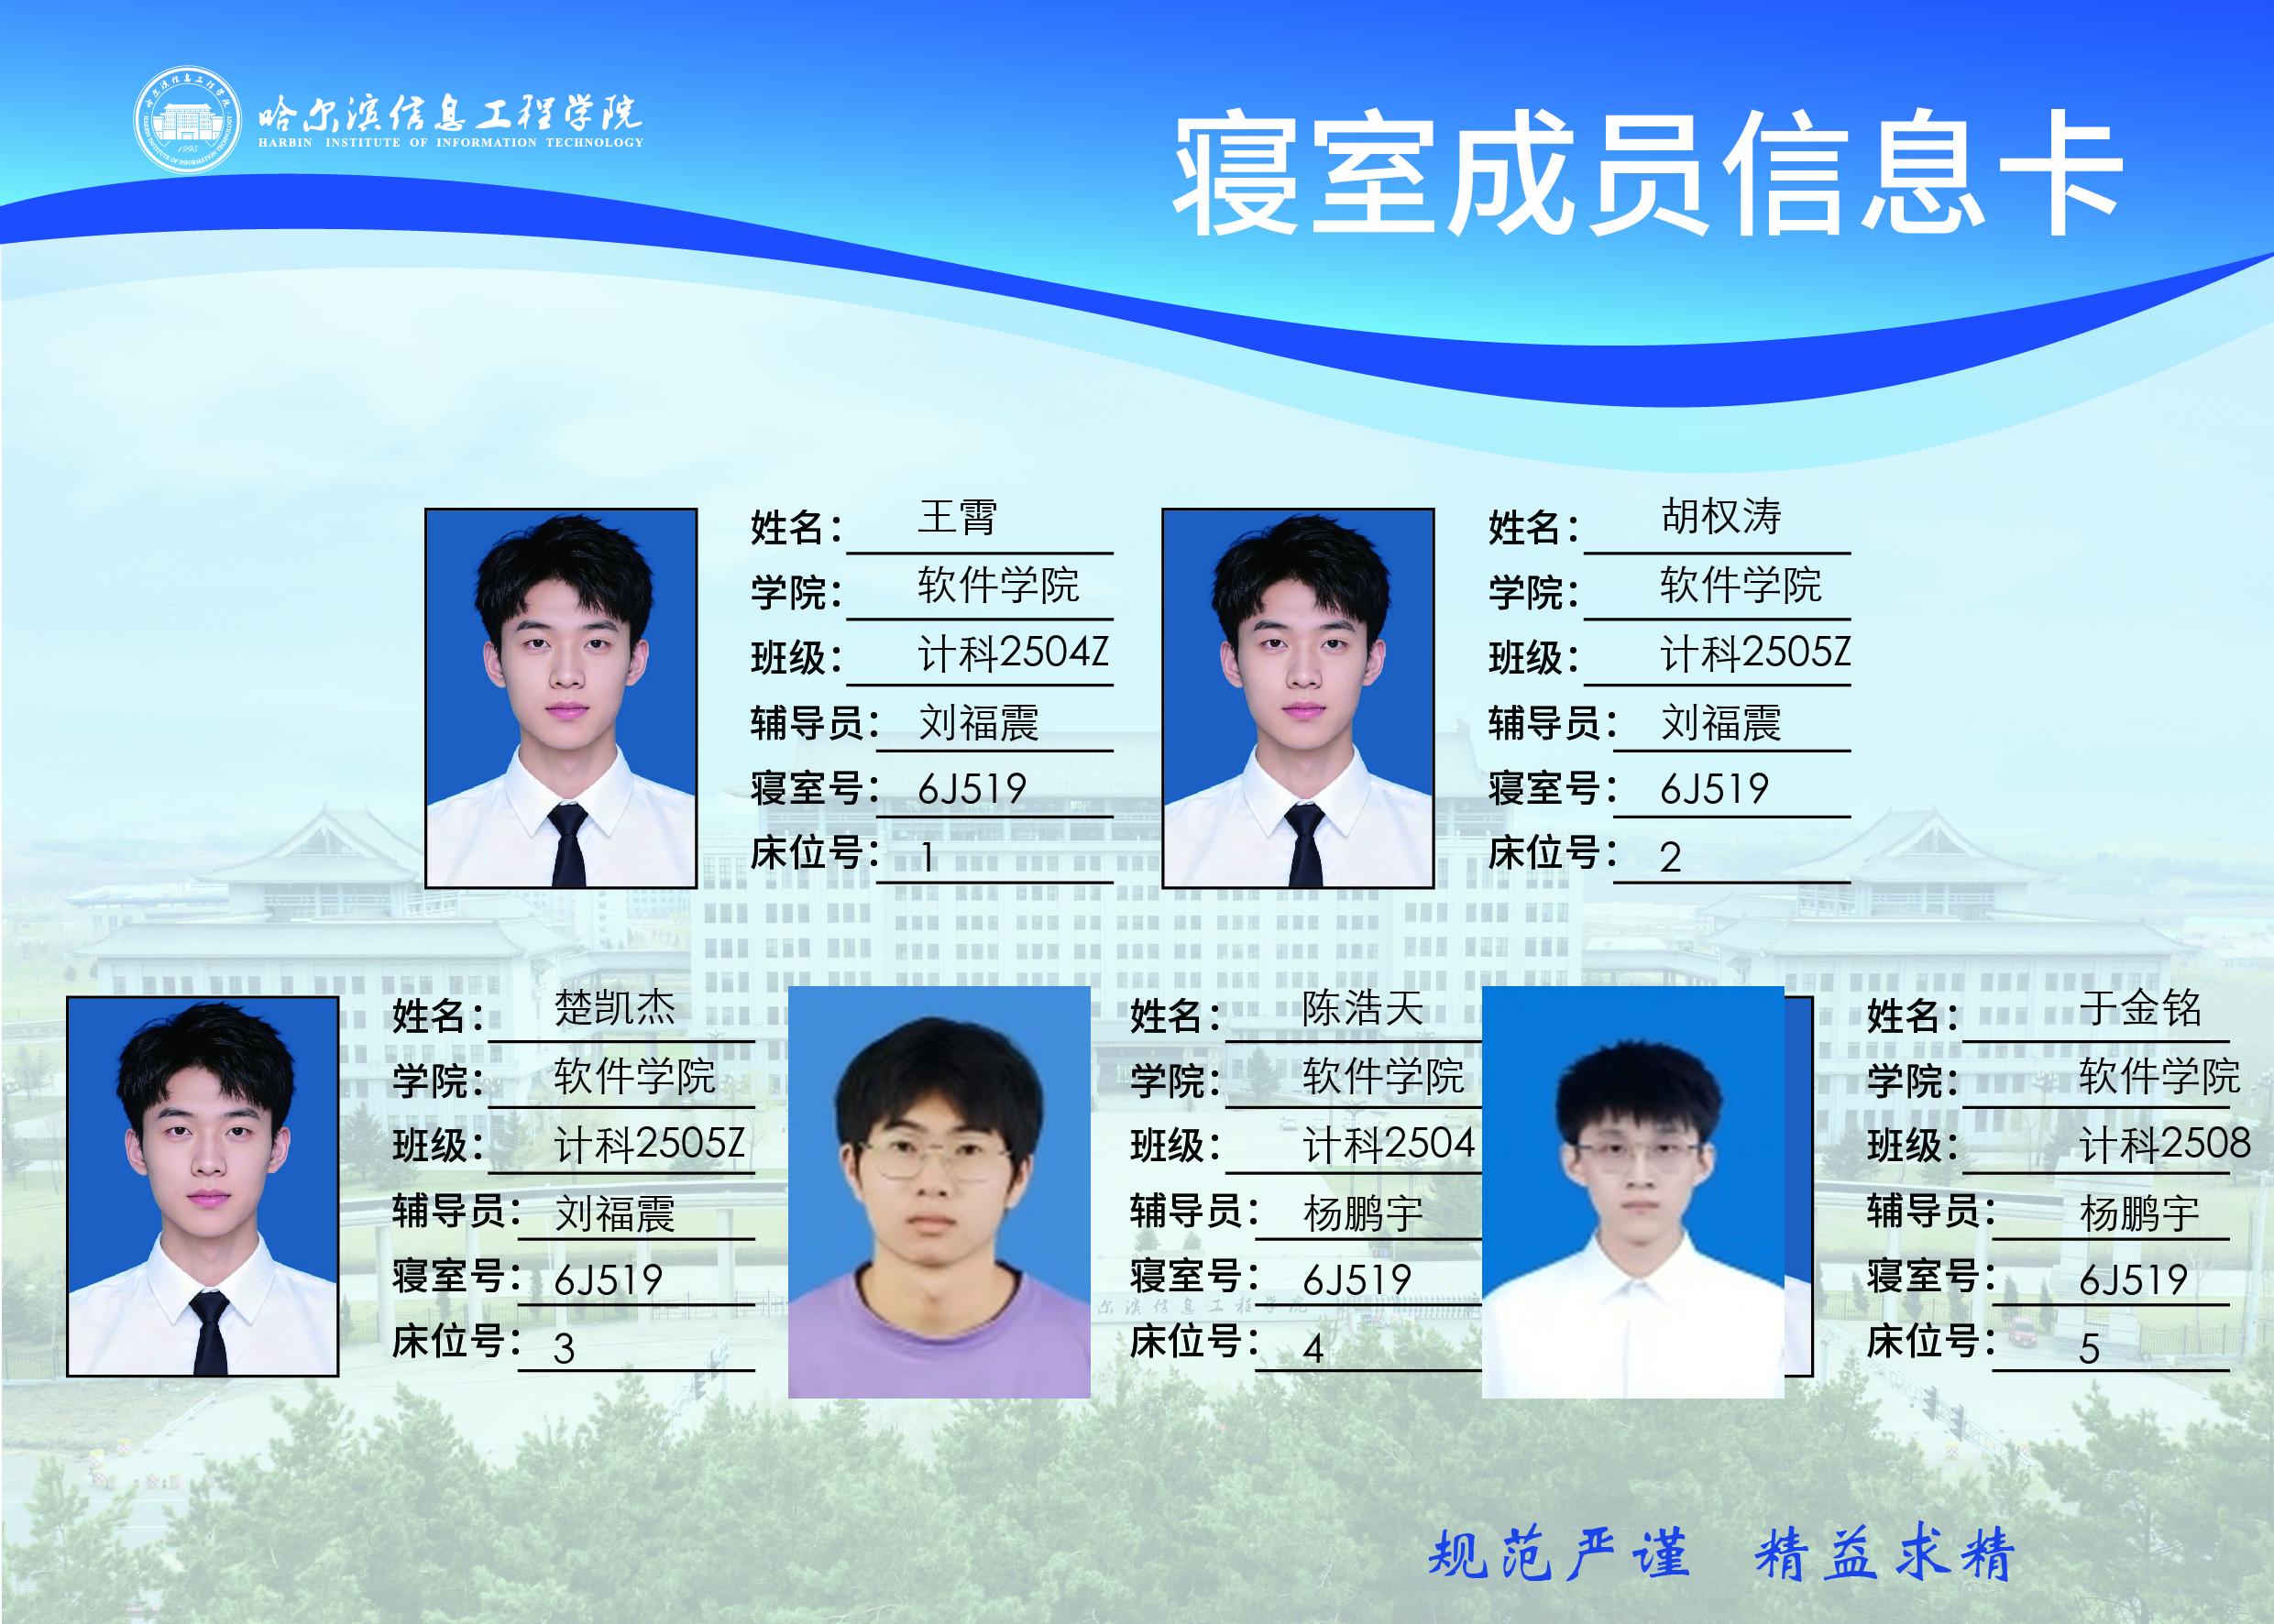 哈尔滨信息工程学院
HARBIN INSTITUTE OF INFORMATION TECHNOLOGY
1995
寝室成员信息卡
姓名： 王霄
学院： 软件学院
班级： 计科2504Z
辅导员： 刘福震
寝室号： 6J519
床位号： 1
姓名： 胡权涛
学院： 软件学院
班级： 计科2505Z
辅导员： 刘福震
寝室号： 6J519
床位号： 2
姓名： 楚凯杰
学院： 软件学院
班级： 计科2505Z
辅导员： 刘福震
寝室号： 6J519
床位号： 3
姓名： 陈浩天
学院： 软件学院
班级： 计科2504
辅导员： 杨鹏宇
寝室号： 6J519
床位号： 4
姓名： 于金铭
学院： 软件学院
班级： 计科2508
辅导员： 杨鹏宇
寝室号： 6J519
床位号： 5
尔滨信息工程学院
规范严谨 精益求精